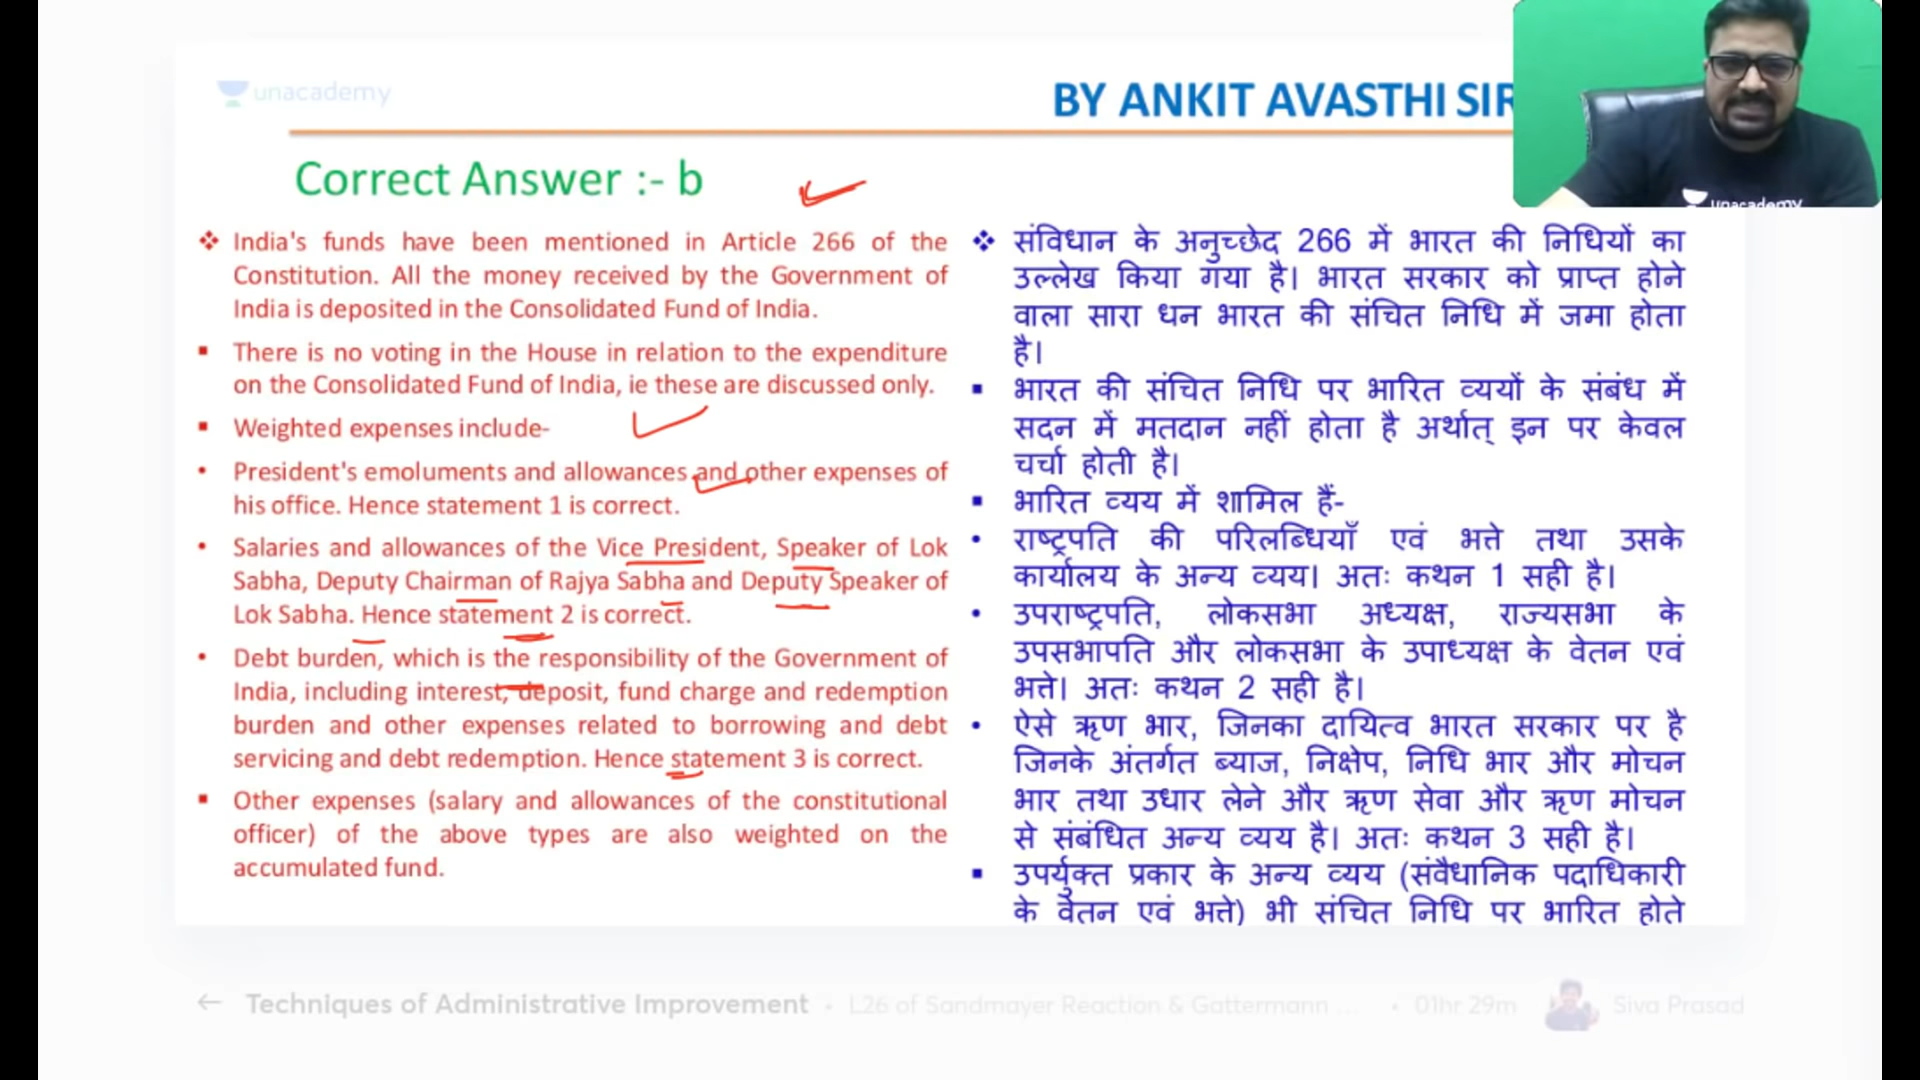 unacademy
BY ANKIT AVASTHI SIR
unacademy
Correct Answer :- b
India's funds have been mentioned in Article 266 of the
Constitution. All the money received by the Government of
India is deposited in the Consolidated Fund of India.
There is no voting in the House in relation to the expenditure
on the Consolidated Fund of India, ie these are discussed only.
Weighted expenses include-
President's emoluments and allowances and other expenses of
his office. Hence statement 1 is correct.
Salaries and allowances of the Vice President, Speaker of Lok
Sabha, Deputy Chairman of Rajya Sabha and Deputy Speaker of
Lok Sabha. Hence statement 2 is correct.
Debt burden, which is the responsibility of the Government of
India, including interest, deposit, fund charge and redemption
burden and other expenses related to borrowing and debt
servicing and debt redemption. Hence statement 3 is correct.
Other expenses (salary and allowances of the constitutional
officer) of the above types are also weighted on the
accumulated fund.
संविधान के अनुच्छेद 266 में भारत की निधियों का
उल्लेख किया गया है। भारत सरकार को प्राप्त होने
वाला सारा धन भारत की संचित निधि में जमा होता
है।
भारत की संचित निधि पर भारित व्ययों के संबंध में
सदन में मतदान नहीं होता है अर्थात् इन पर केवल
चर्चा होती है।
भारित व्यय में शामिल हैं-
राष्ट्रपति की परिलब्धियाँ एवं भत्ते तथा उसके
कार्यालय के अन्य व्यय। अतः कथन 1 सही है।
उपराष्ट्रपति, लोकसभा अध्यक्ष, राज्यसभा के
उपसभापति और लोकसभा के उपाध्यक्ष के वेतन एवं
भत्ते। अतः कथन 2 सही है।
ऐसे ऋण भार, जिनका दायित्व भारत सरकार पर है
जिनके अंतर्गत ब्याज, निक्षेप, निधि भार और मोचन
भार तथा उधार लेने और ऋण सेवा और ऋण मोचन
से संबंधित अन्य व्यय है। अतः कथन 3 सही है।
उपर्युक्त प्रकार के अन्य व्यय (संवैधानिक पदाधिकारी
के वेतन एवं भत्ते) भी संचित निधि पर भारित होते
← Techniques of Administrative Improvement • L26 of Sandmayer Reaction & Gattermann ... • 01hr 29m Siva Prasad